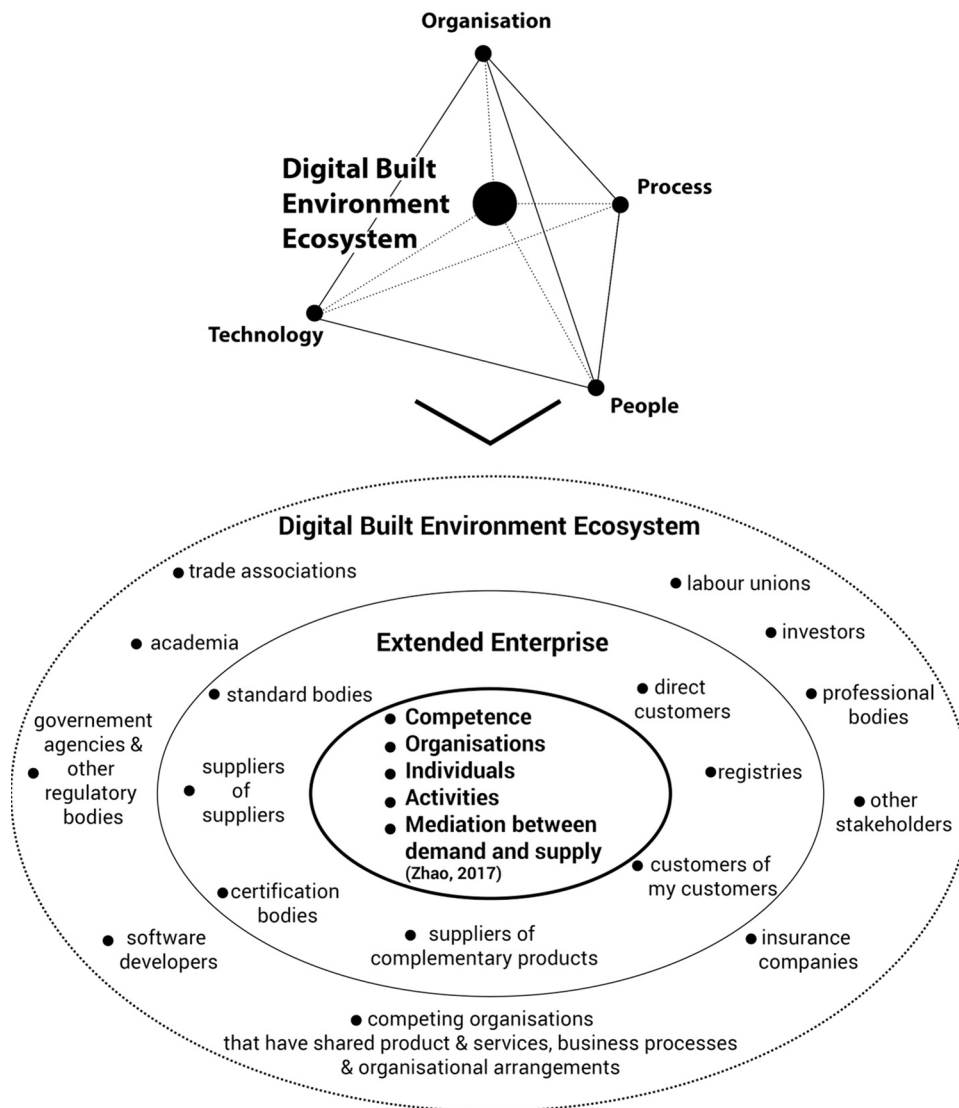 Organisation
Digital Built
Environment
Ecosystem
Process
Technology
People
Digital Built Environment Ecosystem
trade associations
labour unions
academia
investors
Extended Enterprise
standard bodies
direct
customers
professional
bodies
governement
agencies &
other
regulatory
bodies
Competence
Organisations
Individuals
Activities
Mediation between
demand and supply
(Zhao, 2017)
suppliers
of
suppliers
registries
other
stakeholders
customers of
my customers
certification
bodies
software
developers
suppliers of
complementary products
insurance
companies
competing organisations
that have shared product & services, business processes
& organisational arrangements